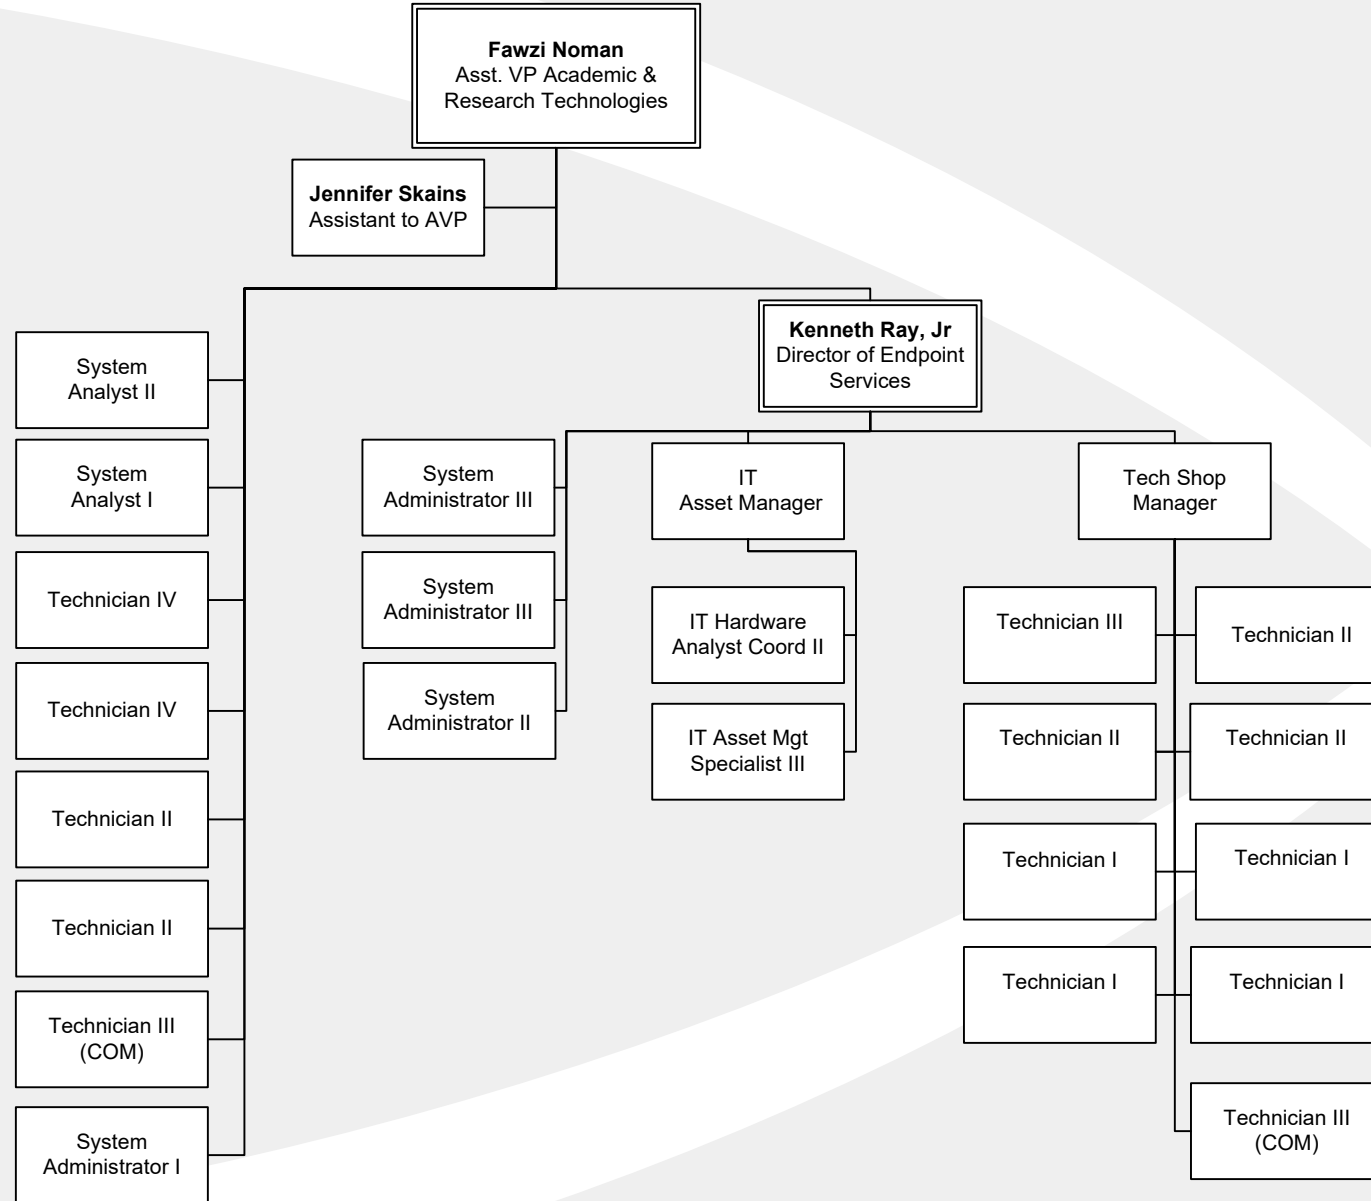 Fawzi Noman
Asst. VP Academic &
Research Technologies
Jennifer Skains
Assistant to AVP
Kenneth Ray, Jr
Director of Endpoint
Services
System
Analyst II
System
Analyst I
Technician IV
Technician IV
Technician II
Technician II
Technician III
(COM)
System
Administrator I
System
Administrator III
System
Administrator III
System
Administrator II
IT
Asset Manager
IT Hardware
Analyst Coord II
IT Asset Mgt
Specialist III
Tech Shop
Manager
Technician III
Technician II
Technician II
Technician II
Technician I
Technician I
Technician I
Technician I
Technician III
(COM)